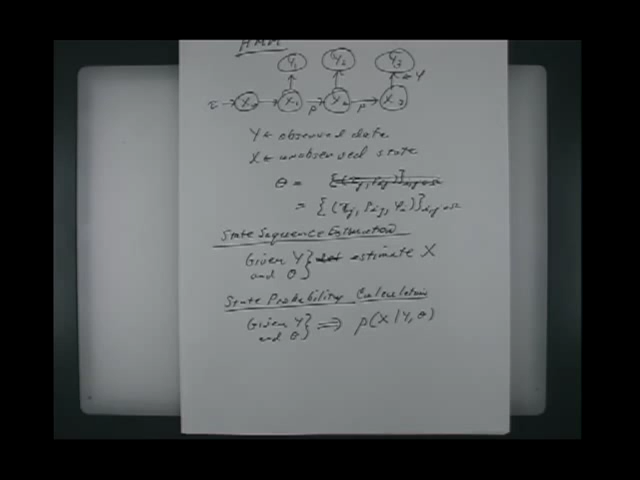 HMM
Y₁ Y₂ Y₃
τ → X₀ → X₁ → X₂ → X₃
P P ← Y
Y ← observed data
X ← unobserved state
θ =
= {(τ
State Sequence Estimation
Given Y } estimate X
and θ
State Probability Calculation
Given Y } ⟹ p(X|Y,θ)
and θ